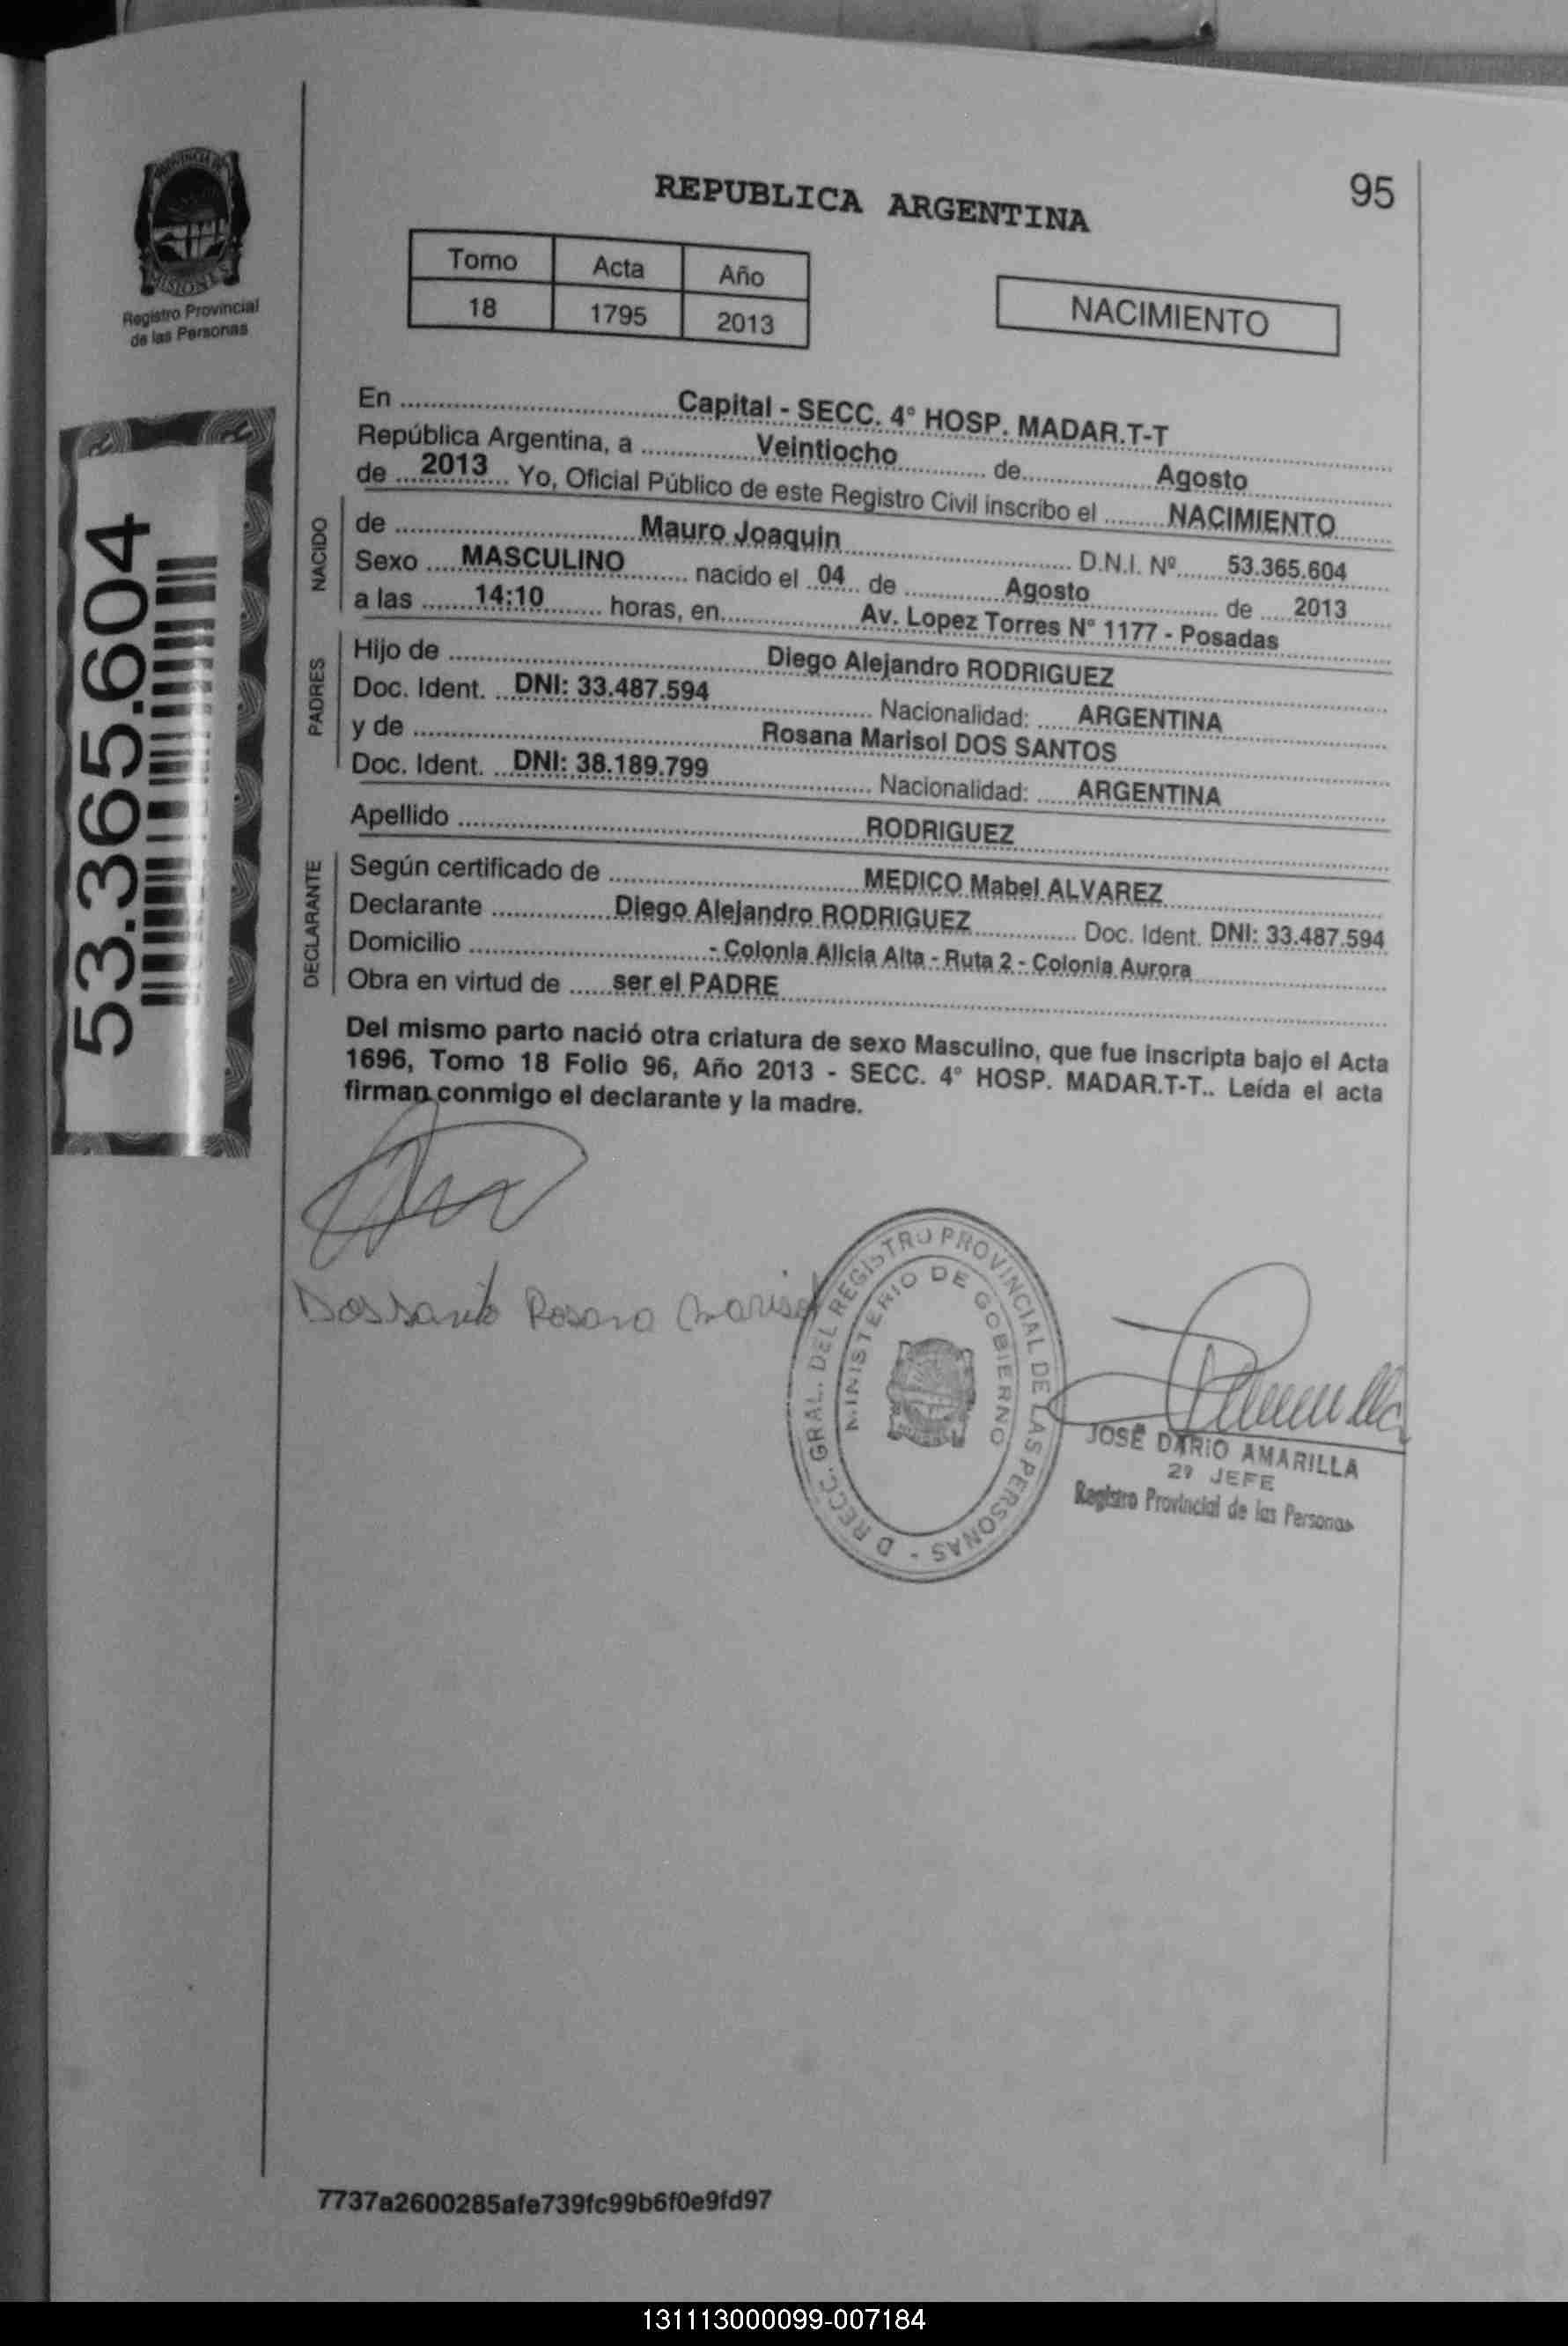 REPUBLICA ARGENTINA
95
PROVINCIA DE
MISIONES
Registro Provincial
de las Personas
Tomo Acta Año
18 1795 2013
NACIMIENTO
53.365.604
En Capital - SECC. 4° HOSP. MADAR.T-T
República Argentina, a Veintiocho de Agosto
de 2013 Yo, Oficial Público de este Registro Civil inscribo el NACIMIENTO
NACIDO
de Mauro Joaquin D.N.I. Nº 53.365.604
Sexo MASCULINO nacido el 04 de Agosto de 2013
a las 14:10 horas, en Av. Lopez Torres N° 1177 - Posadas
PADRES
Hijo de Diego Alejandro RODRIGUEZ
Doc. Ident. DNI: 33.487.594 Nacionalidad: ARGENTINA
y de Rosana Marisol DOS SANTOS
Doc. Ident. DNI: 38.189.799 Nacionalidad: ARGENTINA
Apellido RODRIGUEZ
DECLARANTE
Según certificado de MEDICO Mabel ALVAREZ
Declarante Diego Alejandro RODRIGUEZ Doc. Ident. DNI: 33.487.594
Domicilio - Colonia Alicia Alta - Ruta 2 - Colonia Aurora
Obra en virtud de ser el PADRE
Del mismo parto nació otra criatura de sexo Masculino, que fue inscripta bajo el Acta
1696, Tomo 18 Folio 96, Año 2013 - SECC. 4° HOSP. MADAR.T-T.. Leída el acta
firman conmigo el declarante y la madre.
Dos Santo Rosana Marisol
DIRECC. GRAL. DEL REGISTRO PROVINCIAL DE LAS PERSONAS -
MINISTERIO DE GOBIERNO
JOSÉ DARIO AMARILLA
2º JEFE
Registro Provincial de las Personas
7737a2600285afe739fc99b6f0e9fd97
131113000099-007184